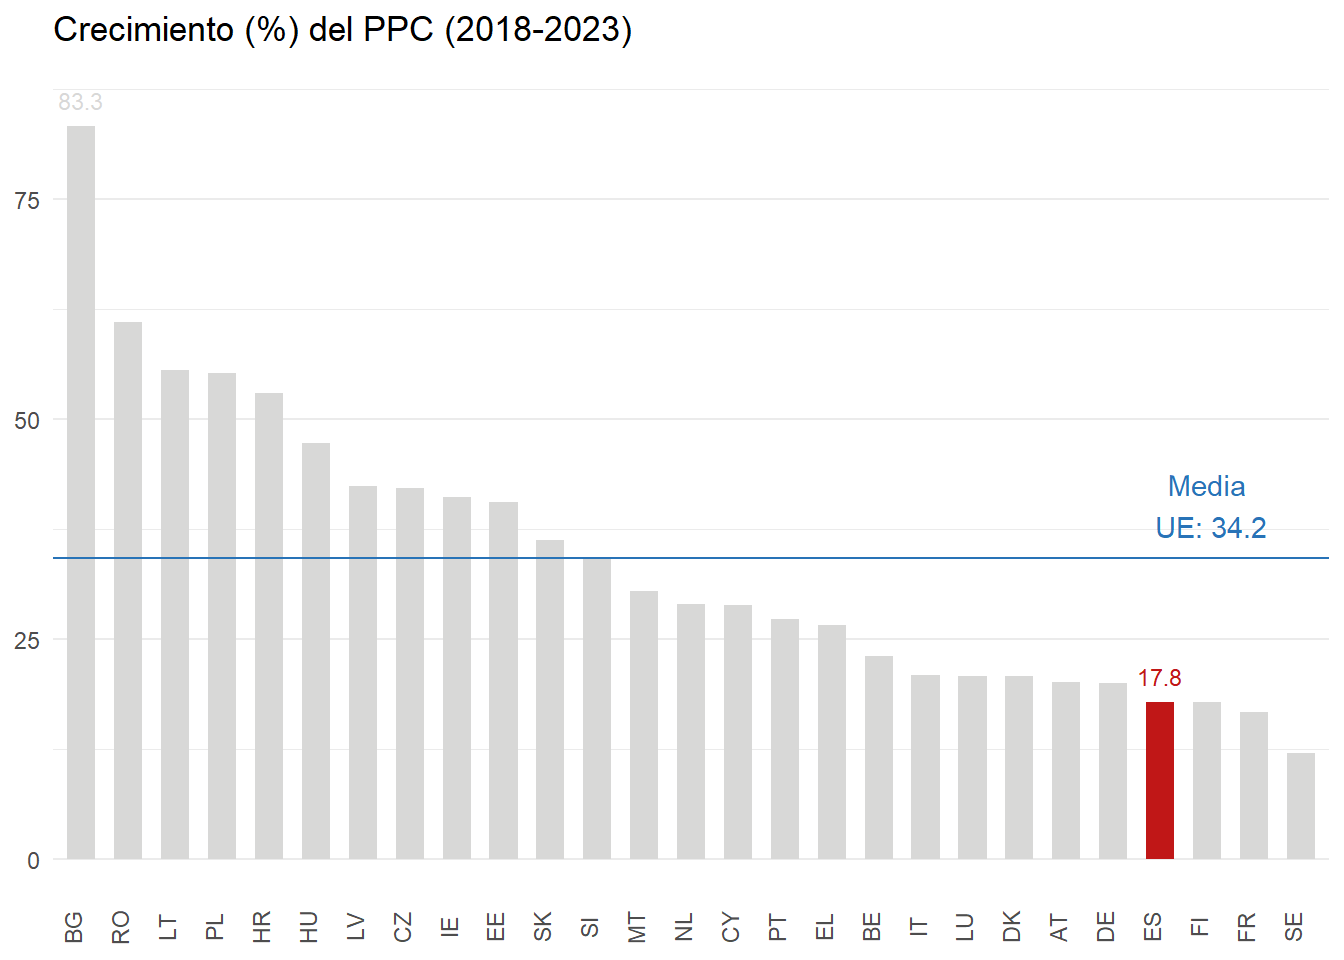 Crecimiento (%) del PPC (2018-2023)
83.3
75
50
Media
UE: 34.2
25
17.8
0
BG RO LT PL HR HU LV CZ IE EE SK SI MT NL CY PT EL BE IT LU DK AT DE ES FI FR SE